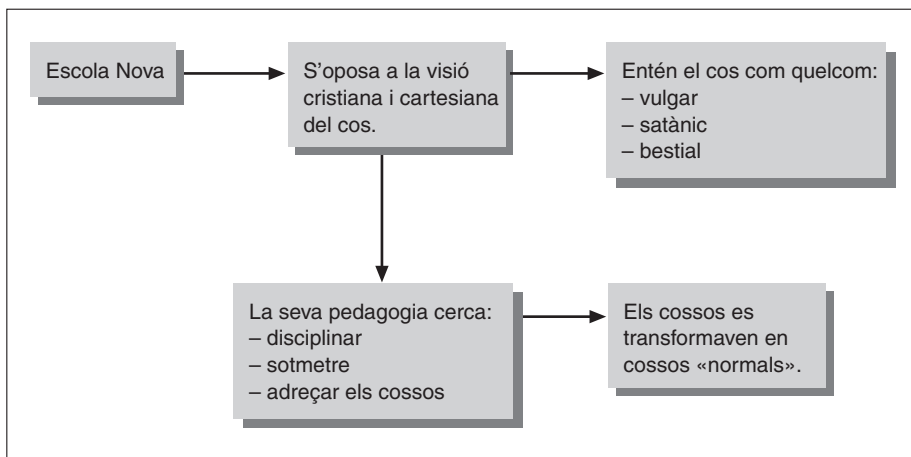 Escola Nova
S’oposa a la visió
cristiana i cartesiana
del cos.
Entén el cos com quelcom:
– vulgar
– satànic
– bestial
La seva pedagogia cerca:
– disciplinar
– sotmetre
– adreçar els cossos
Els cossos es
transformaven en
cossos «normals».